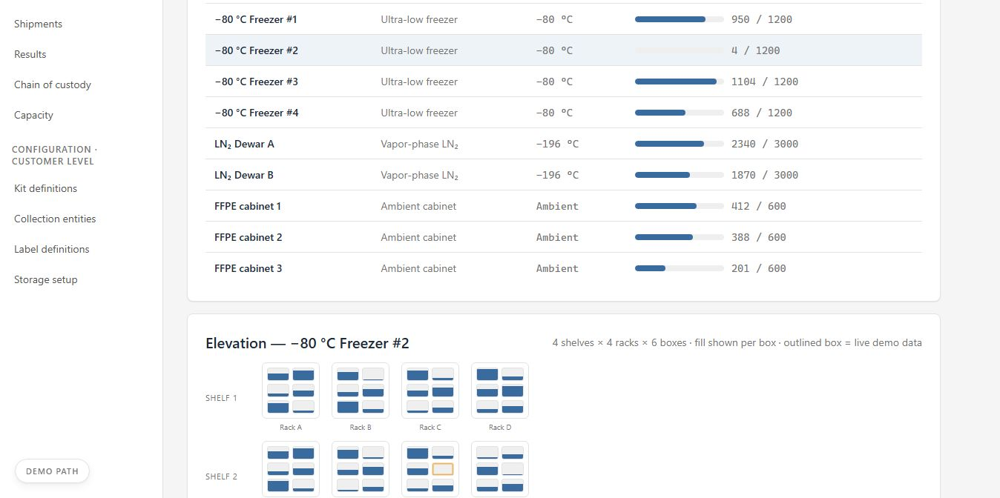 Shipments
Results
Chain of custody
Capacity
CONFIGURATION ·
CUSTOMER LEVEL
Kit definitions
Collection entities
Label definitions
Storage setup
DEMO PATH
−80 °C Freezer #1 Ultra-low freezer −80 °C 950 / 1200
−80 °C Freezer #2 Ultra-low freezer −80 °C 4 / 1200
−80 °C Freezer #3 Ultra-low freezer −80 °C 1104 / 1200
−80 °C Freezer #4 Ultra-low freezer −80 °C 688 / 1200
LN₂ Dewar A Vapor-phase LN₂ −196 °C 2340 / 3000
LN₂ Dewar B Vapor-phase LN₂ −196 °C 1870 / 3000
FFPE cabinet 1 Ambient cabinet Ambient 412 / 600
FFPE cabinet 2 Ambient cabinet Ambient 388 / 600
FFPE cabinet 3 Ambient cabinet Ambient 201 / 600
Elevation — −80 °C Freezer #2 4 shelves × 4 racks × 6 boxes · fill shown per box · outlined box = live demo data
SHELF 1
Rack A Rack B Rack C Rack D
SHELF 2